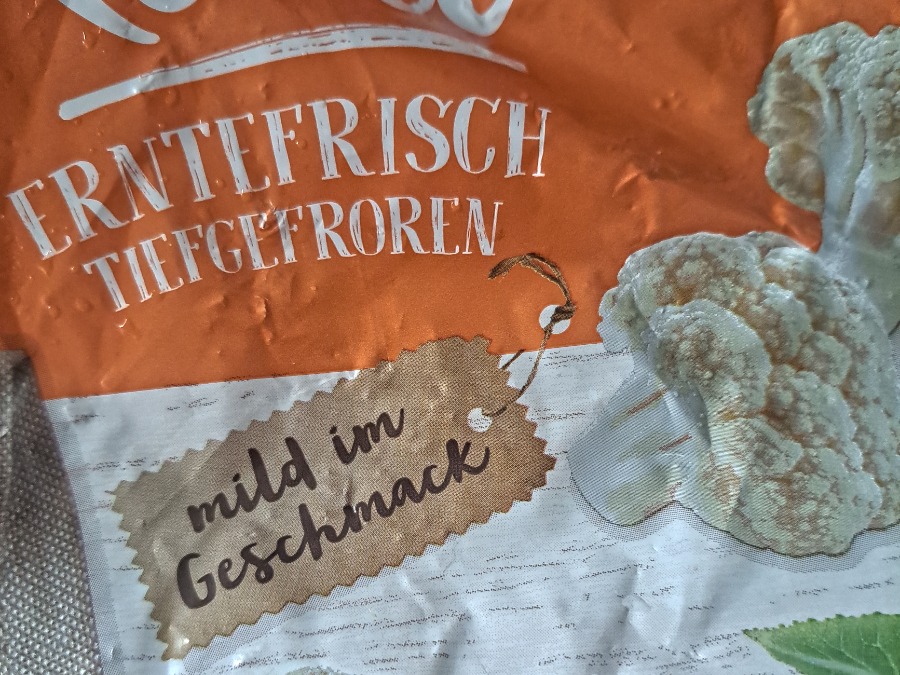 ERNTEFRISCH
TIEFGEFROREN
mild im
Geschmack